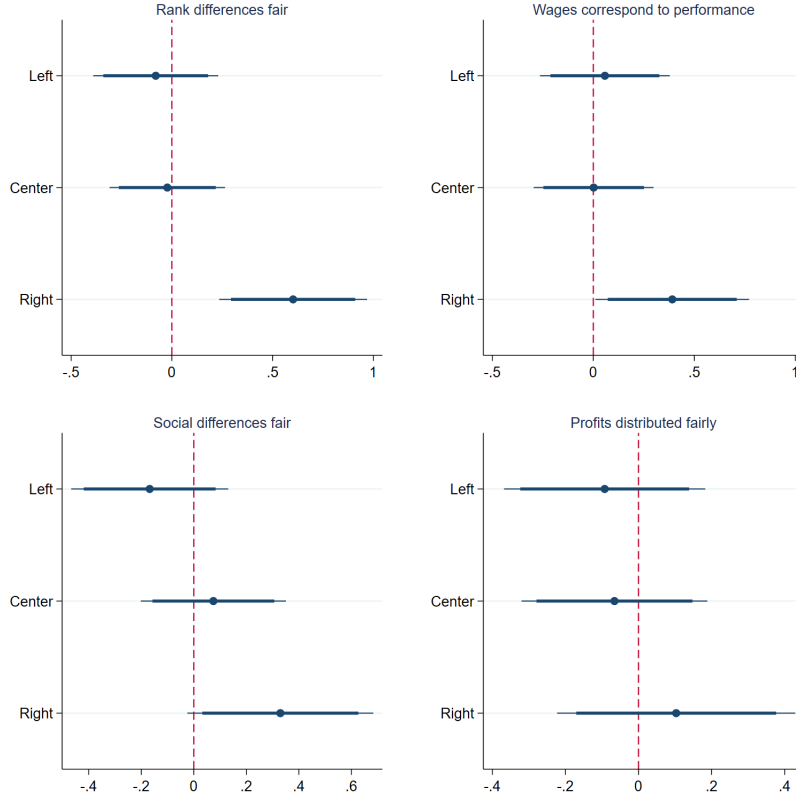 Rank differences fair
Left
Center
Right
-.5 0 .5 1
Wages correspond to performance
Left
Center
Right
-.5 0 .5 1
Social differences fair
Left
Center
Right
-.4 -.2 0 .2 .4 .6
Profits distributed fairly
Left
Center
Right
-.4 -.2 0 .2 .4